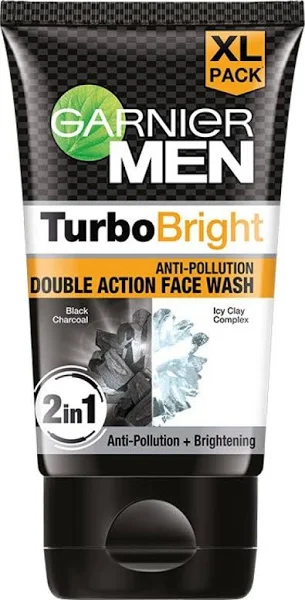 XL
PACK
GARNIER
MEN
TurboBright
ANTI-POLLUTION
DOUBLE ACTION FACE WASH
Black
Charcoal
Icy Clay
Complex
2in1
Anti-Pollution + Brightening